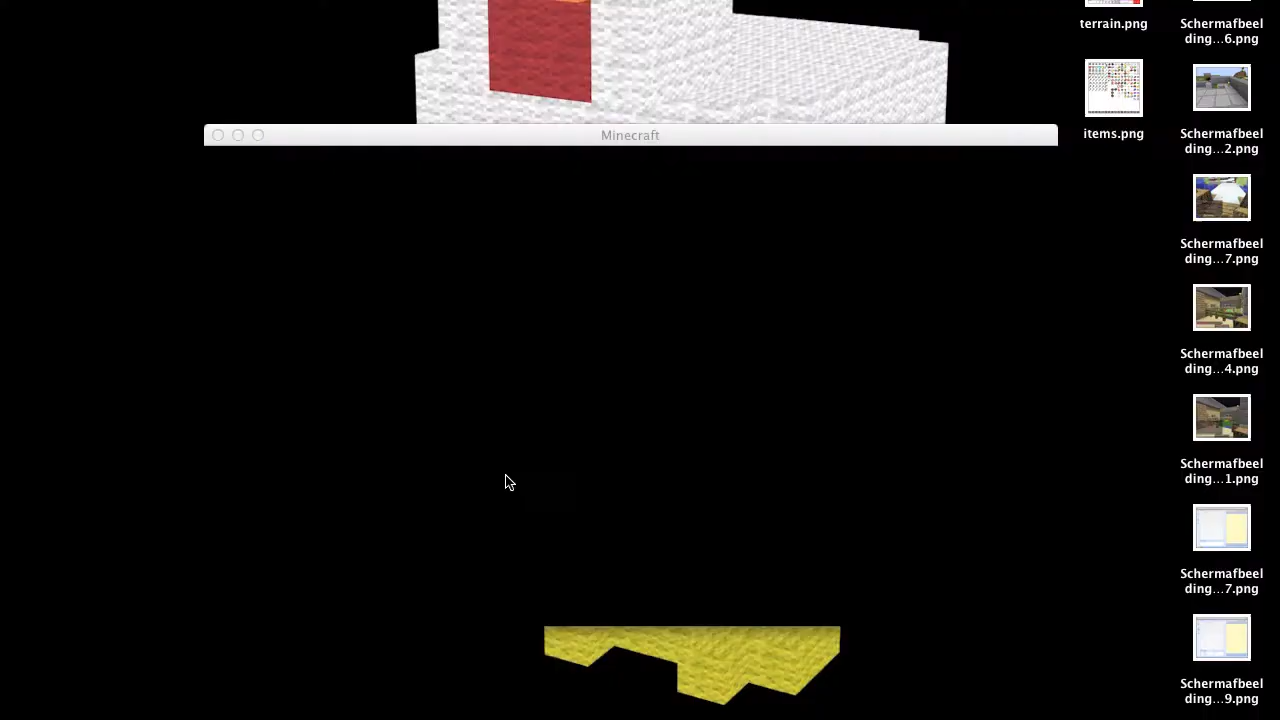 terrain.png
Schermafbeel
ding...6.png
Minecraft
items.png
Schermafbeel
ding...2.png
Schermafbeel
ding...7.png
Schermafbeel
ding...4.png
Schermafbeel
ding...1.png
Schermafbeel
ding...7.png
Schermafbeel
ding...9.png